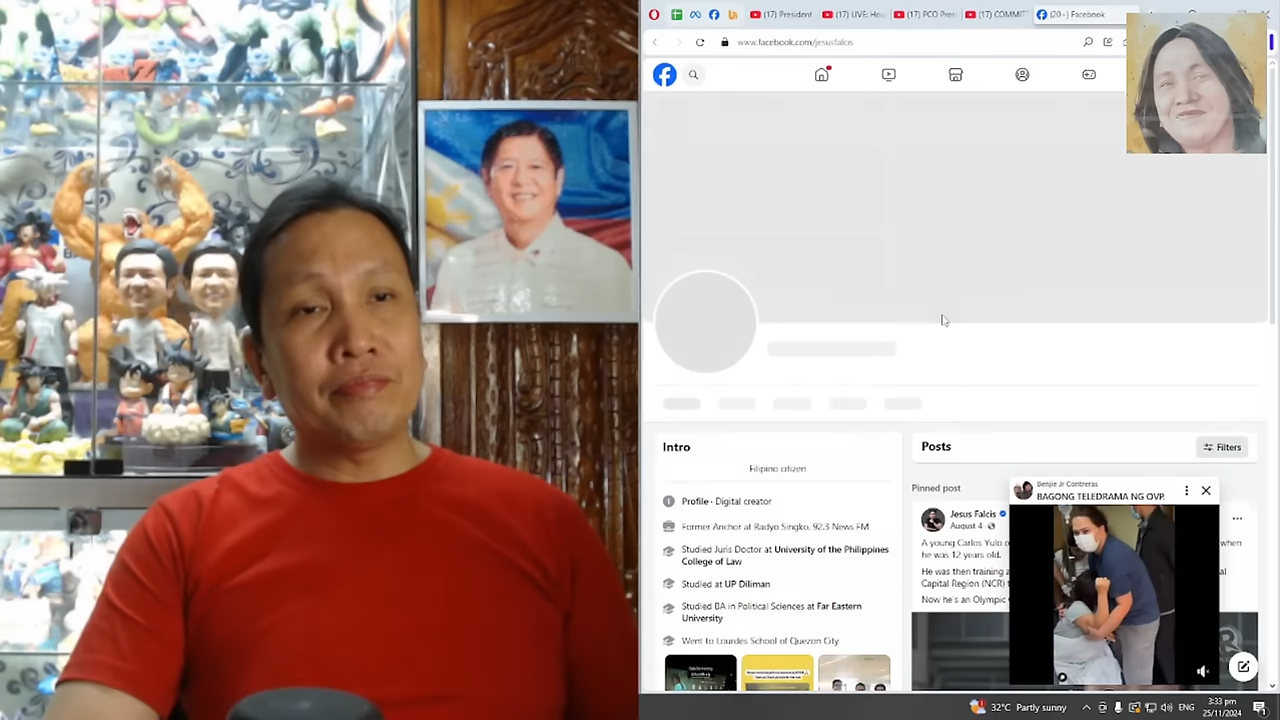 (17) President
(17) LIVE: Hou
(17) PCO Pres
(17) COMMIT
(20+) Facebook
www.facebook.com/jesusfalcis
Intro
Filipino citizen
Profile · Digital creator
Former Anchor at Radyo Singko, 92.3 News FM
Studied Juris Doctor at University of the Philippines
College of Law
Studied at UP Diliman
Studied BA in Political Sciences at Far Eastern
University
Went to Lourdes School of Quezon City
Posts
Filters
Pinned post
Jesus Falcis
August 4
A young Carlos Yulo
when
he was 12 years old.
He was then training a
al
Capital Region (NCR)
Now he's an Olympic
Benjie Jr Contreras
BAGONG TELEDRAMA NG OVP.
32°C Partly sunny
ENG
3:33 pm
25/11/2024